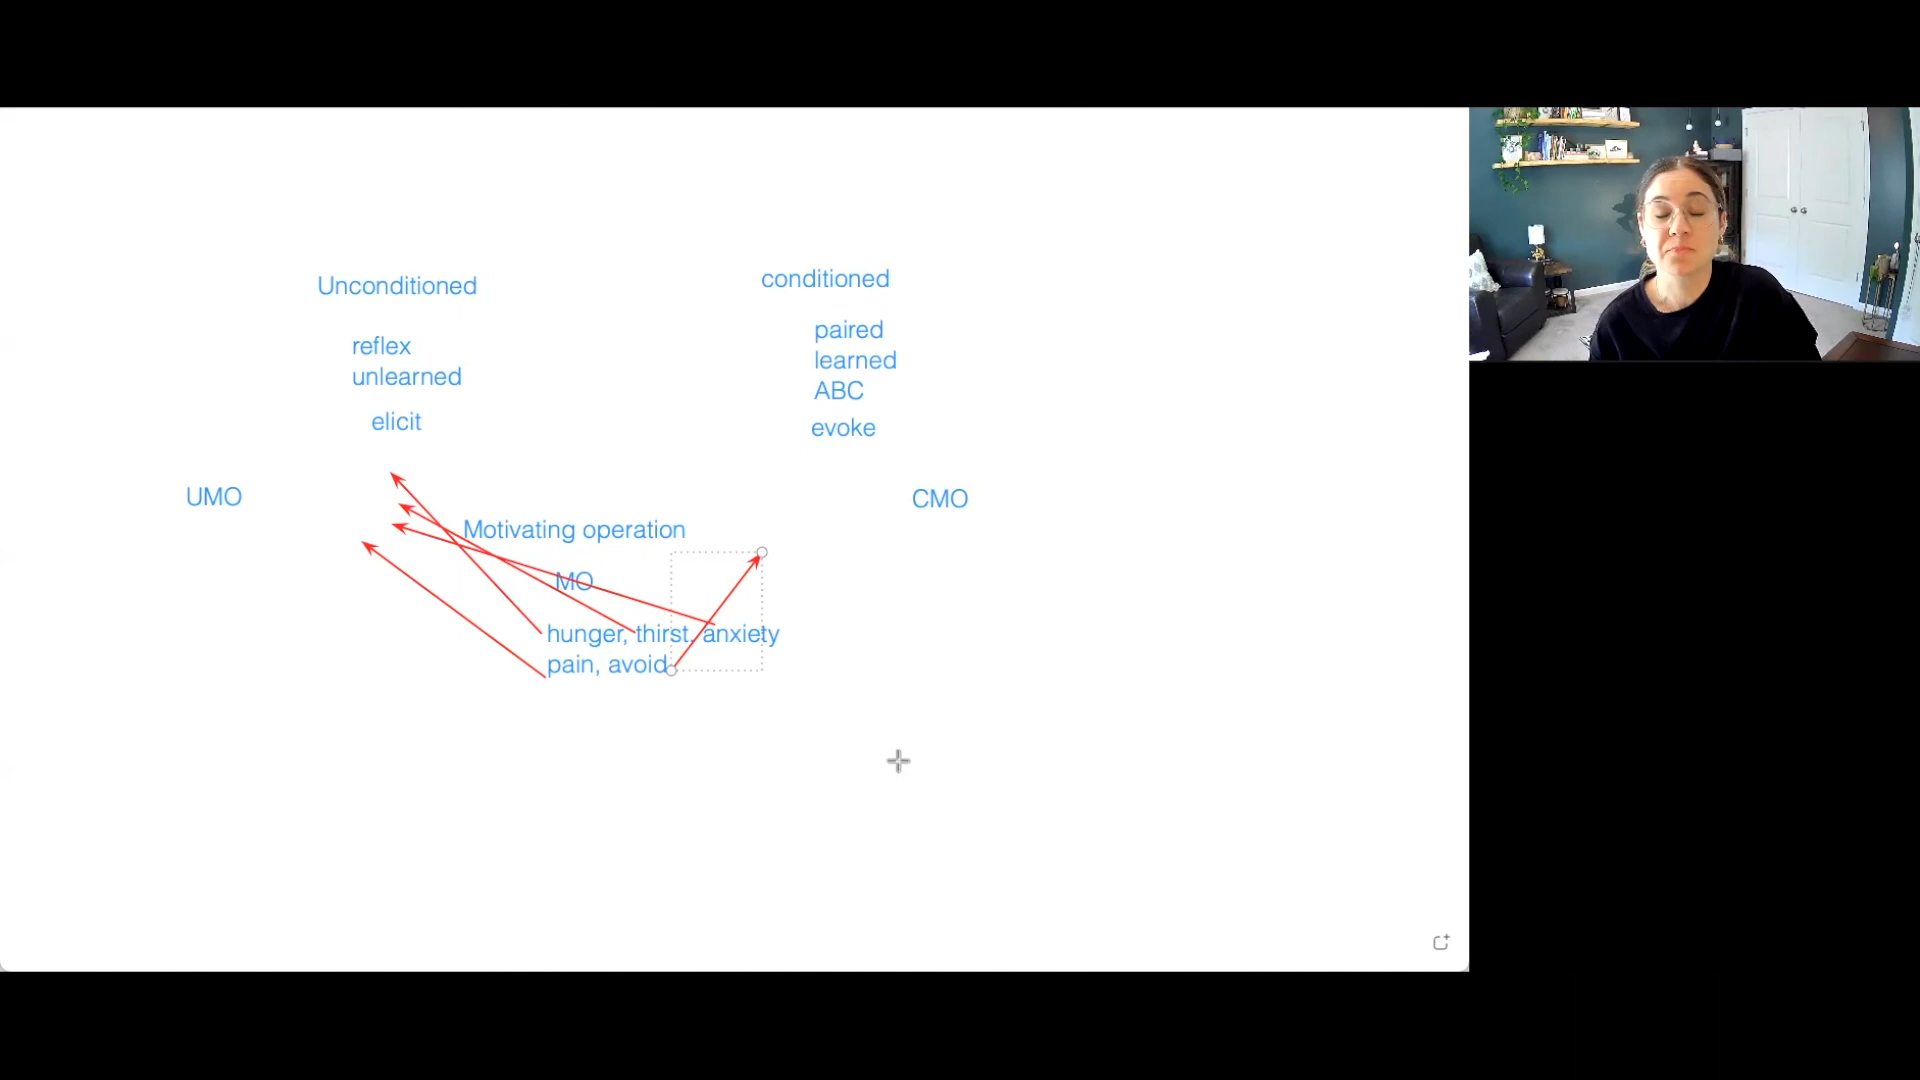 Unconditioned
reflex
unlearned
elicit
conditioned
paired
learned
ABC
evoke
UMO
CMO
Motivating operation
MO
hunger, thirst, anxiety
pain, avoid